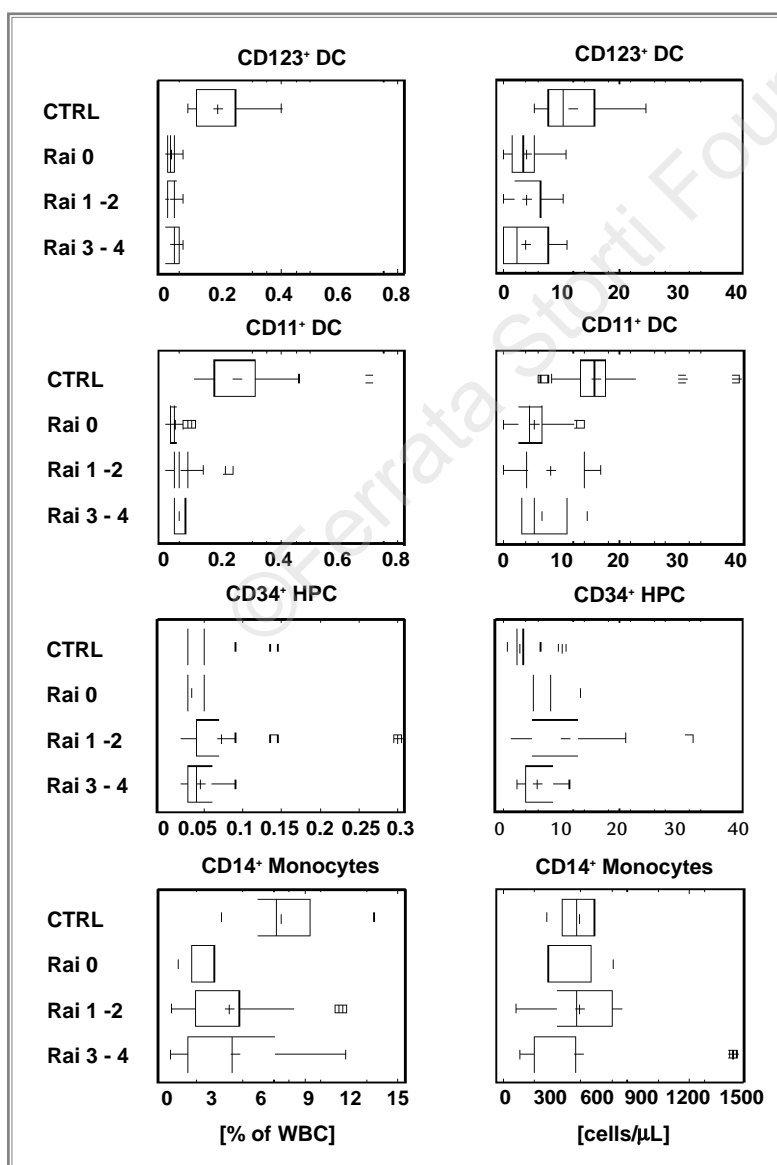 CD123⁺ DC CD123⁺ DC
CTRL
Rai 0
Rai 1 -2
Rai 3 - 4
0 0.2 0.4 0.6 0.8 0 10 20 30 40
CD11⁺ DC CD11⁺ DC
CTRL
Rai 0
Rai 1 -2
Rai 3 - 4
0 0.2 0.4 0.6 0.8 0 10 20 30 40
CD34⁺ HPC CD34⁺ HPC
CTRL
Rai 0
Rai 1 -2
Rai 3 - 4
0 0.05 0.1 0.15 0.2 0.25 0.3 0 10 20 30 40
CD14⁺ Monocytes CD14⁺ Monocytes
CTRL
Rai 0
Rai 1 -2
Rai 3 - 4
0 3 6 9 12 15 0 300 600 900 1200 1500
[% of WBC] [cells/µL]
©Ferrata Storti Foun